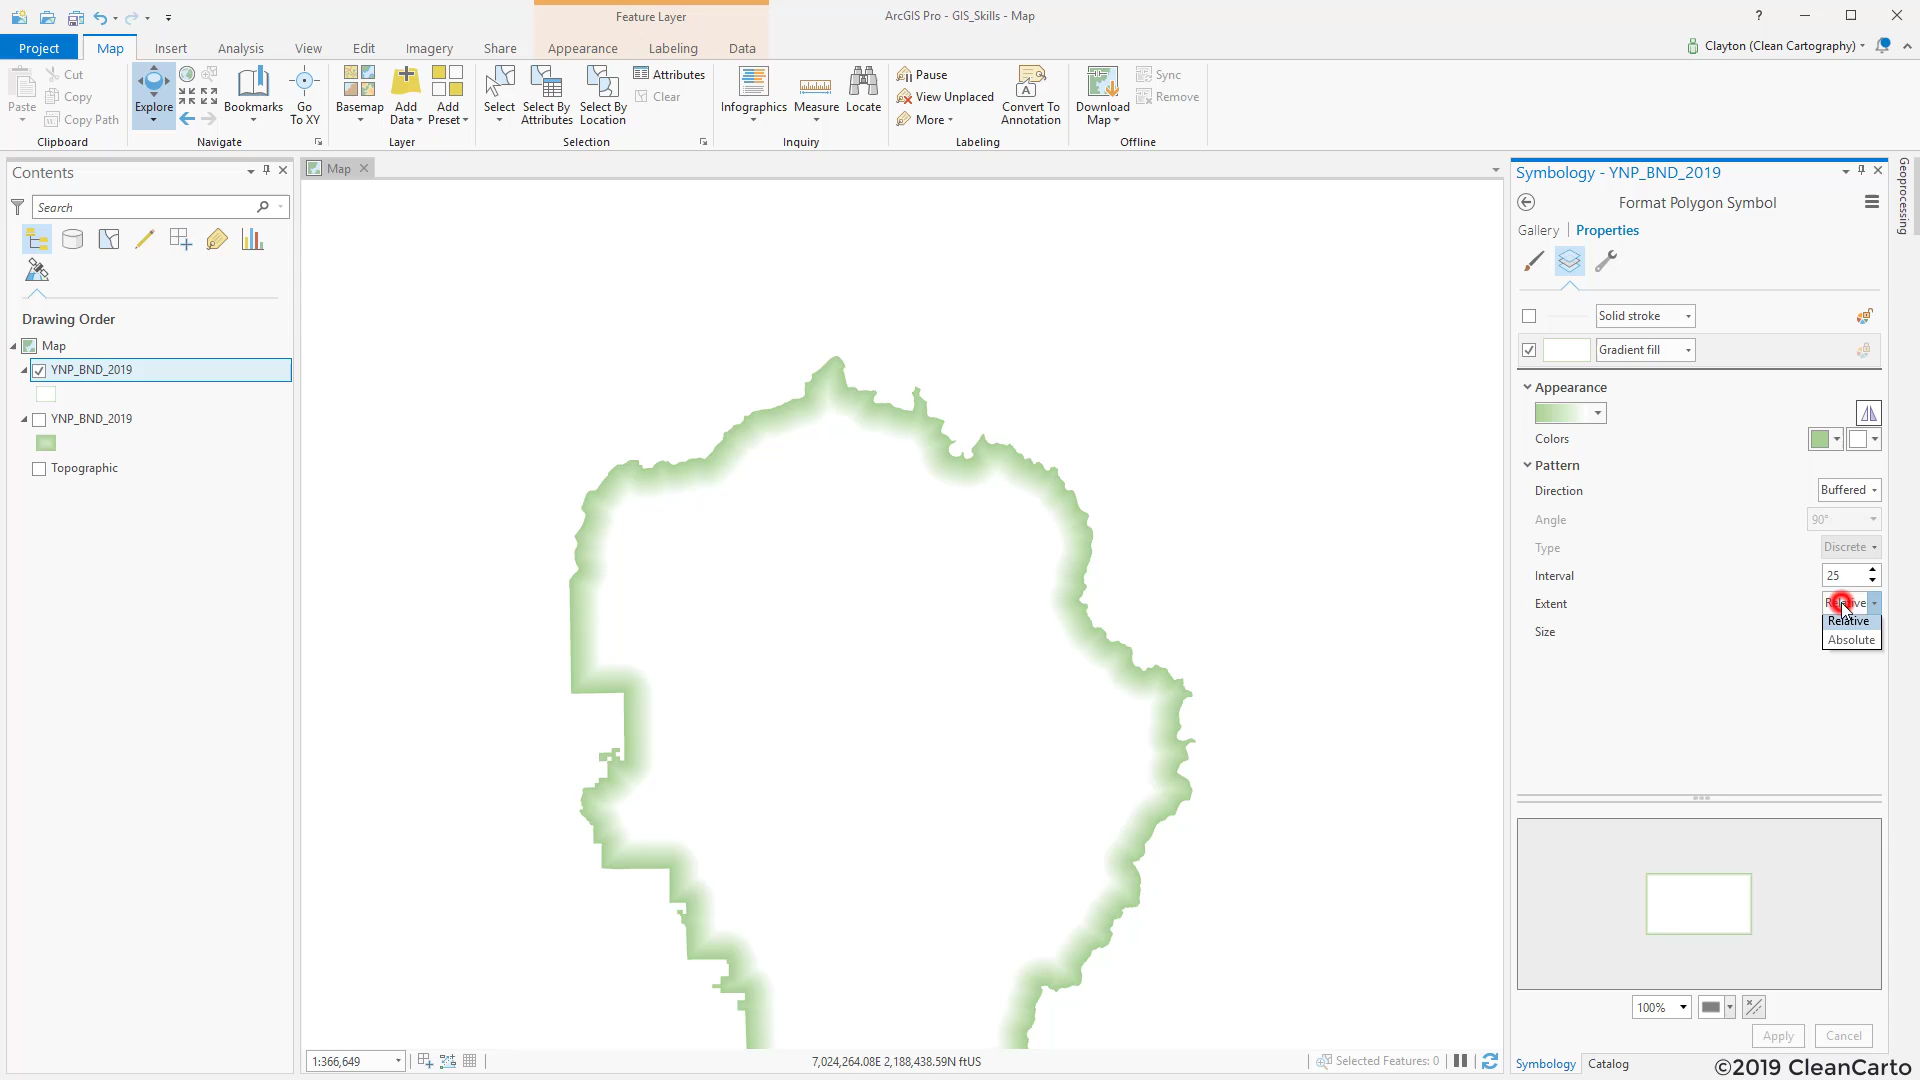 Feature Layer
ArcGIS Pro - GIS_Skills - Map
?
Project
Map
Insert
Analysis
View
Edit
Imagery
Share
Appearance
Labeling
Data
Clayton (Clean Cartography)
Paste
Cut
Copy
Copy Path
Clipboard
Explore
Bookmarks
Go
To XY
Navigate
Basemap
Add
Data
Add
Preset
Layer
Select
Select By
Attributes
Select By
Location
Attributes
Clear
Selection
Infographics
Measure
Locate
Inquiry
Pause
View Unplaced
More
Convert To
Annotation
Labeling
Download
Map
Sync
Remove
Offline
Contents
Search
Drawing Order
Map
YNP_BND_2019
YNP_BND_2019
Topographic
Map
1:366,649
7,024,264.08E 2,188,438.59N ftUS
Selected Features: 0
Symbology - YNP_BND_2019
Format Polygon Symbol
Gallery
Properties
Solid stroke
Gradient fill
Appearance
Colors
Pattern
Direction
Buffered
Angle
90°
Type
Discrete
Interval
25
Extent
Relative
Relative
Absolute
Size
100%
Apply
Cancel
Symbology
Catalog
Geoprocessing
©2019 CleanCarto